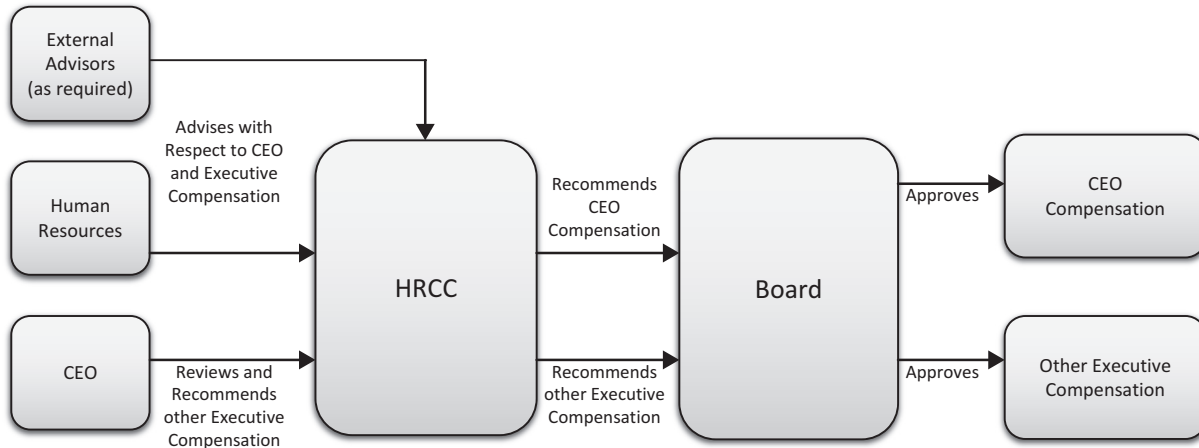 External
Advisors
(as required)
Advises with
Respect to CEO
and Executive
Compensation
Human
Resources
CEO
Reviews and
Recommends
other Executive
Compensation
HRCC
Recommends
CEO
Compensation
Recommends
other Executive
Compensation
Board
Approves
CEO
Compensation
Approves
Other Executive
Compensation